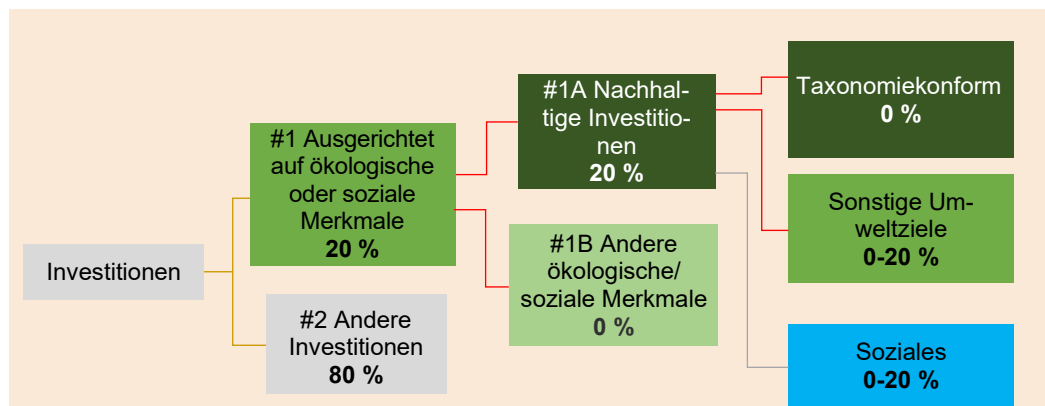 Investitionen
#1 Ausgerichtet
auf ökologische
oder soziale
Merkmale
20 %
#2 Andere
Investitionen
80 %
#1A Nachhal-
tige Investitio-
nen
20 %
#1B Andere
ökologische/
soziale Merkmale
0 %
Taxonomiekonform
0 %
Sonstige Um-
weltziele
0-20 %
Soziales
0-20 %